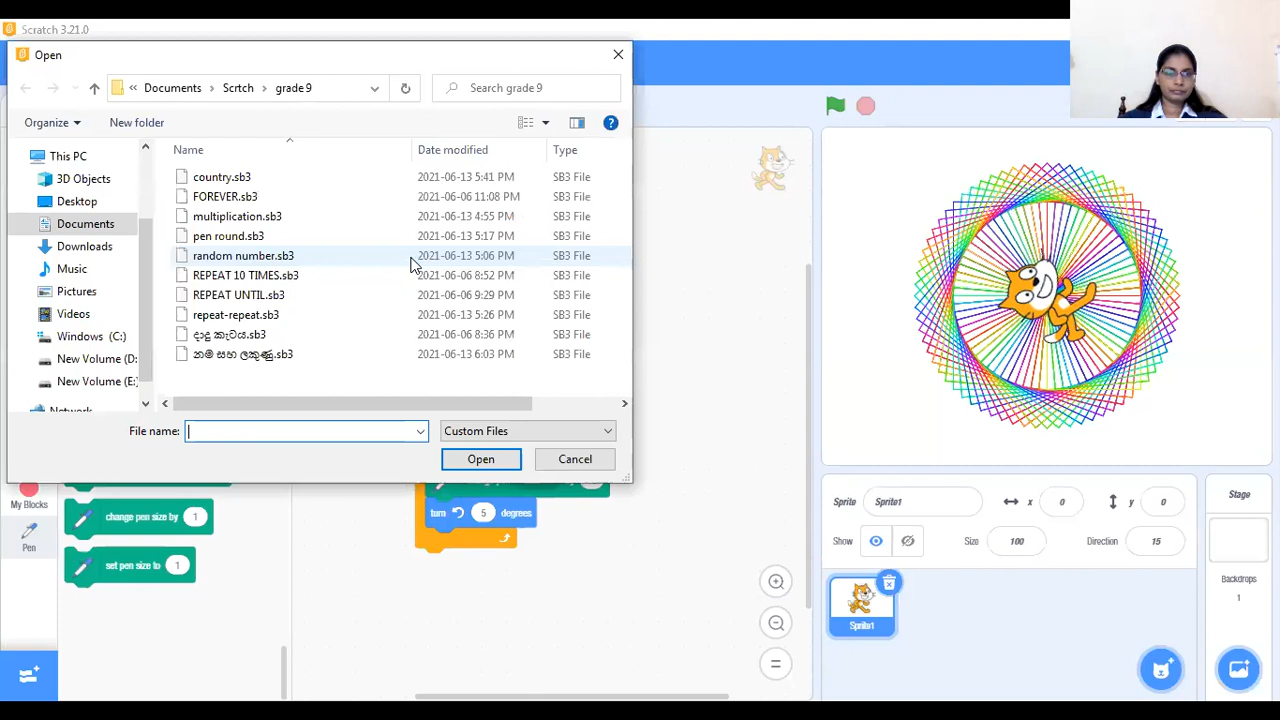 Scratch 3.21.0
Open
Documents
Scrtch
grade 9
Search grade 9
Organize
New folder
This PC
3D Objects
Desktop
Documents
Downloads
Music
Pictures
Videos
Windows (C:)
New Volume (D:
New Volume (E:)
Network
Name Date modified Type
country.sb3 2021-06-13 5:41 PM SB3 File
FOREVER.sb3 2021-06-06 11:08 PM SB3 File
multiplication.sb3 2021-06-13 4:55 PM SB3 File
pen round.sb3 2021-06-13 5:17 PM SB3 File
random number.sb3 2021-06-13 5:06 PM SB3 File
REPEAT 10 TIMES.sb3 2021-06-06 8:52 PM SB3 File
REPEAT UNTIL.sb3 2021-06-06 9:29 PM SB3 File
repeat-repeat.sb3 2021-06-13 5:26 PM SB3 File
දාදු කැටය.sb3 2021-06-06 8:36 PM SB3 File
නම සහ ලකුණු.sb3 2021-06-13 6:03 PM SB3 File
File name:
Custom Files
Open
Cancel
My Blocks
Pen
change pen size by 1
set pen size to 1
turn 5 degrees
Sprite Sprite1 x 0 y 0
Show Size 100 Direction 15
Sprite1
Stage
Backdrops
1